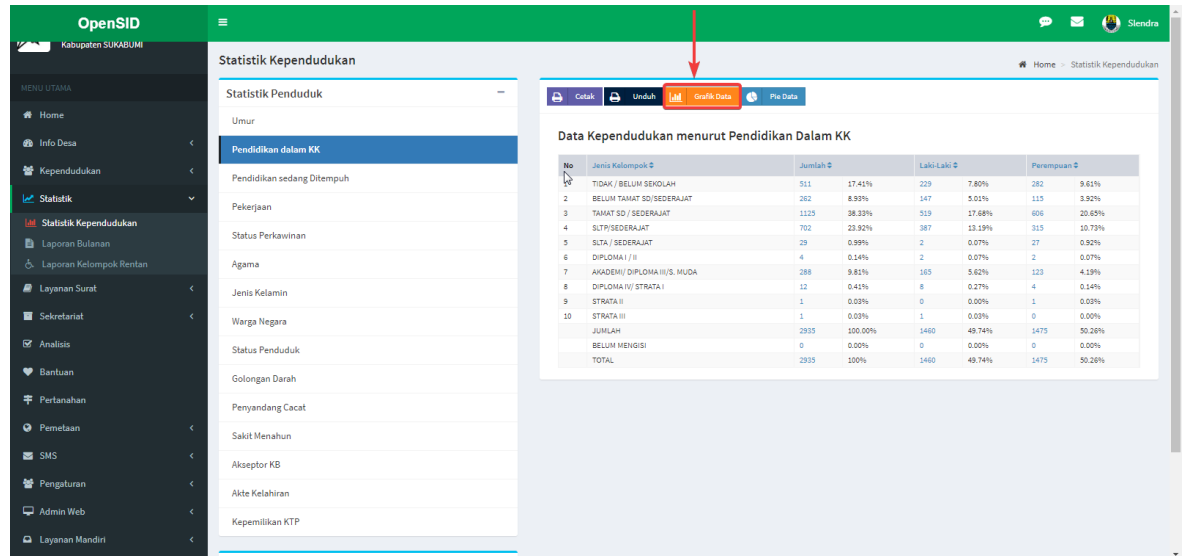 OpenSID
Slendra
Kabupaten SUKABUMI
MENU UTAMA
Home
Info Desa
Kependudukan
Statistik
Statistik Kependudukan
Laporan Bulanan
Laporan Kelompok Rentan
Layanan Surat
Sekretariat
Analisis
Bantuan
Pertanahan
Pemetaan
SMS
Pengaturan
Admin Web
Layanan Mandiri
Statistik Kependudukan
Home > Statistik Kependudukan
Statistik Penduduk
Umur
Pendidikan dalam KK
Pendidikan sedang Ditempuh
Pekerjaan
Status Perkawinan
Agama
Jenis Kelamin
Warga Negara
Status Penduduk
Golongan Darah
Penyandang Cacat
Sakit Menahun
Akseptor KB
Akte Kelahiran
Kepemilikan KTP
Cetak Unduh Grafik Data Pie Data
Data Kependudukan menurut Pendidikan Dalam KK
No Jenis Kelompok Jumlah Laki-Laki Perempuan
TIDAK / BELUM SEKOLAH 511 17.41% 229 7.80% 282 9.61%
2 BELUM TAMAT SD/SEDERAJAT 262 8.93% 147 5.01% 115 3.92%
3 TAMAT SD / SEDERAJAT 1125 38.33% 519 17.68% 606 20.65%
4 SLTP/SEDERAJAT 702 23.92% 387 13.19% 315 10.73%
5 SLTA / SEDERAJAT 29 0.99% 2 0.07% 27 0.92%
6 DIPLOMA I / II 4 0.14% 2 0.07% 2 0.07%
7 AKADEMI/ DIPLOMA III/S. MUDA 288 9.81% 165 5.62% 123 4.19%
8 DIPLOMA IV/ STRATA I 12 0.41% 8 0.27% 4 0.14%
9 STRATA II 1 0.03% 0 0.00% 1 0.03%
10 STRATA III 1 0.03% 1 0.03% 0 0.00%
JUMLAH 2935 100.00% 1460 49.74% 1475 50.26%
BELUM MENGISI 0 0.00% 0 0.00% 0 0.00%
TOTAL 2935 100% 1460 49.74% 1475 50.26%